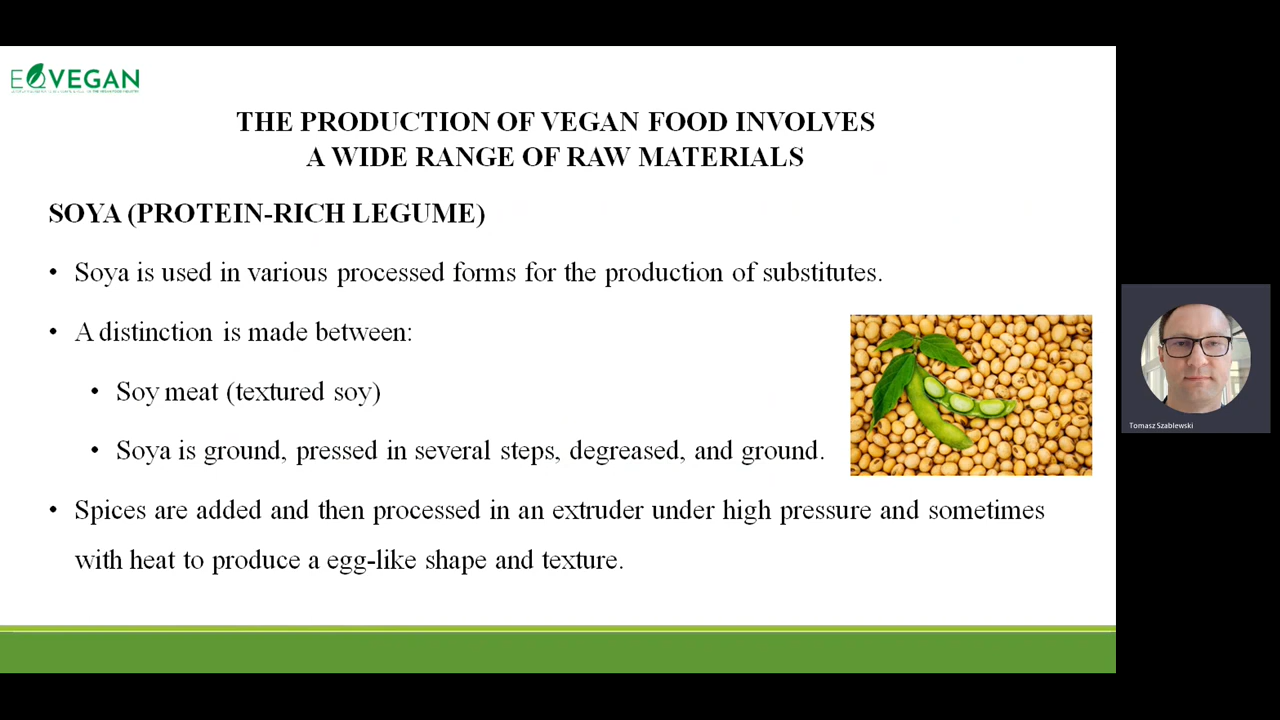 EQVEGAN
THE PRODUCTION OF VEGAN FOOD INVOLVES
A WIDE RANGE OF RAW MATERIALS
SOYA (PROTEIN-RICH LEGUME)
• Soya is used in various processed forms for the production of substitutes.
• A distinction is made between:
• Soy meat (textured soy)
• Soya is ground, pressed in several steps, degreased, and ground.
• Spices are added and then processed in an extruder under high pressure and sometimes
with heat to produce a egg-like shape and texture.
Tomasz Szablewski